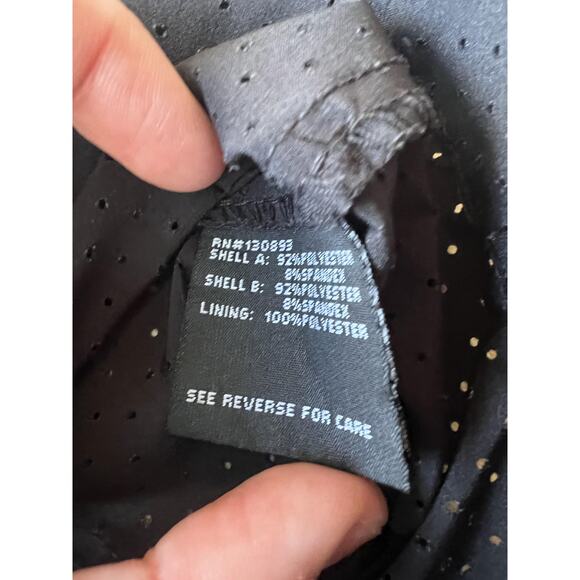 RN#130893
SHELL A: 92%POLYESTER
8%SPANDEX
SHELL B: 92%POLYESTER
8%SPANDEX
LINING: 100%POLYESTER
SEE REVERSE FOR CARE